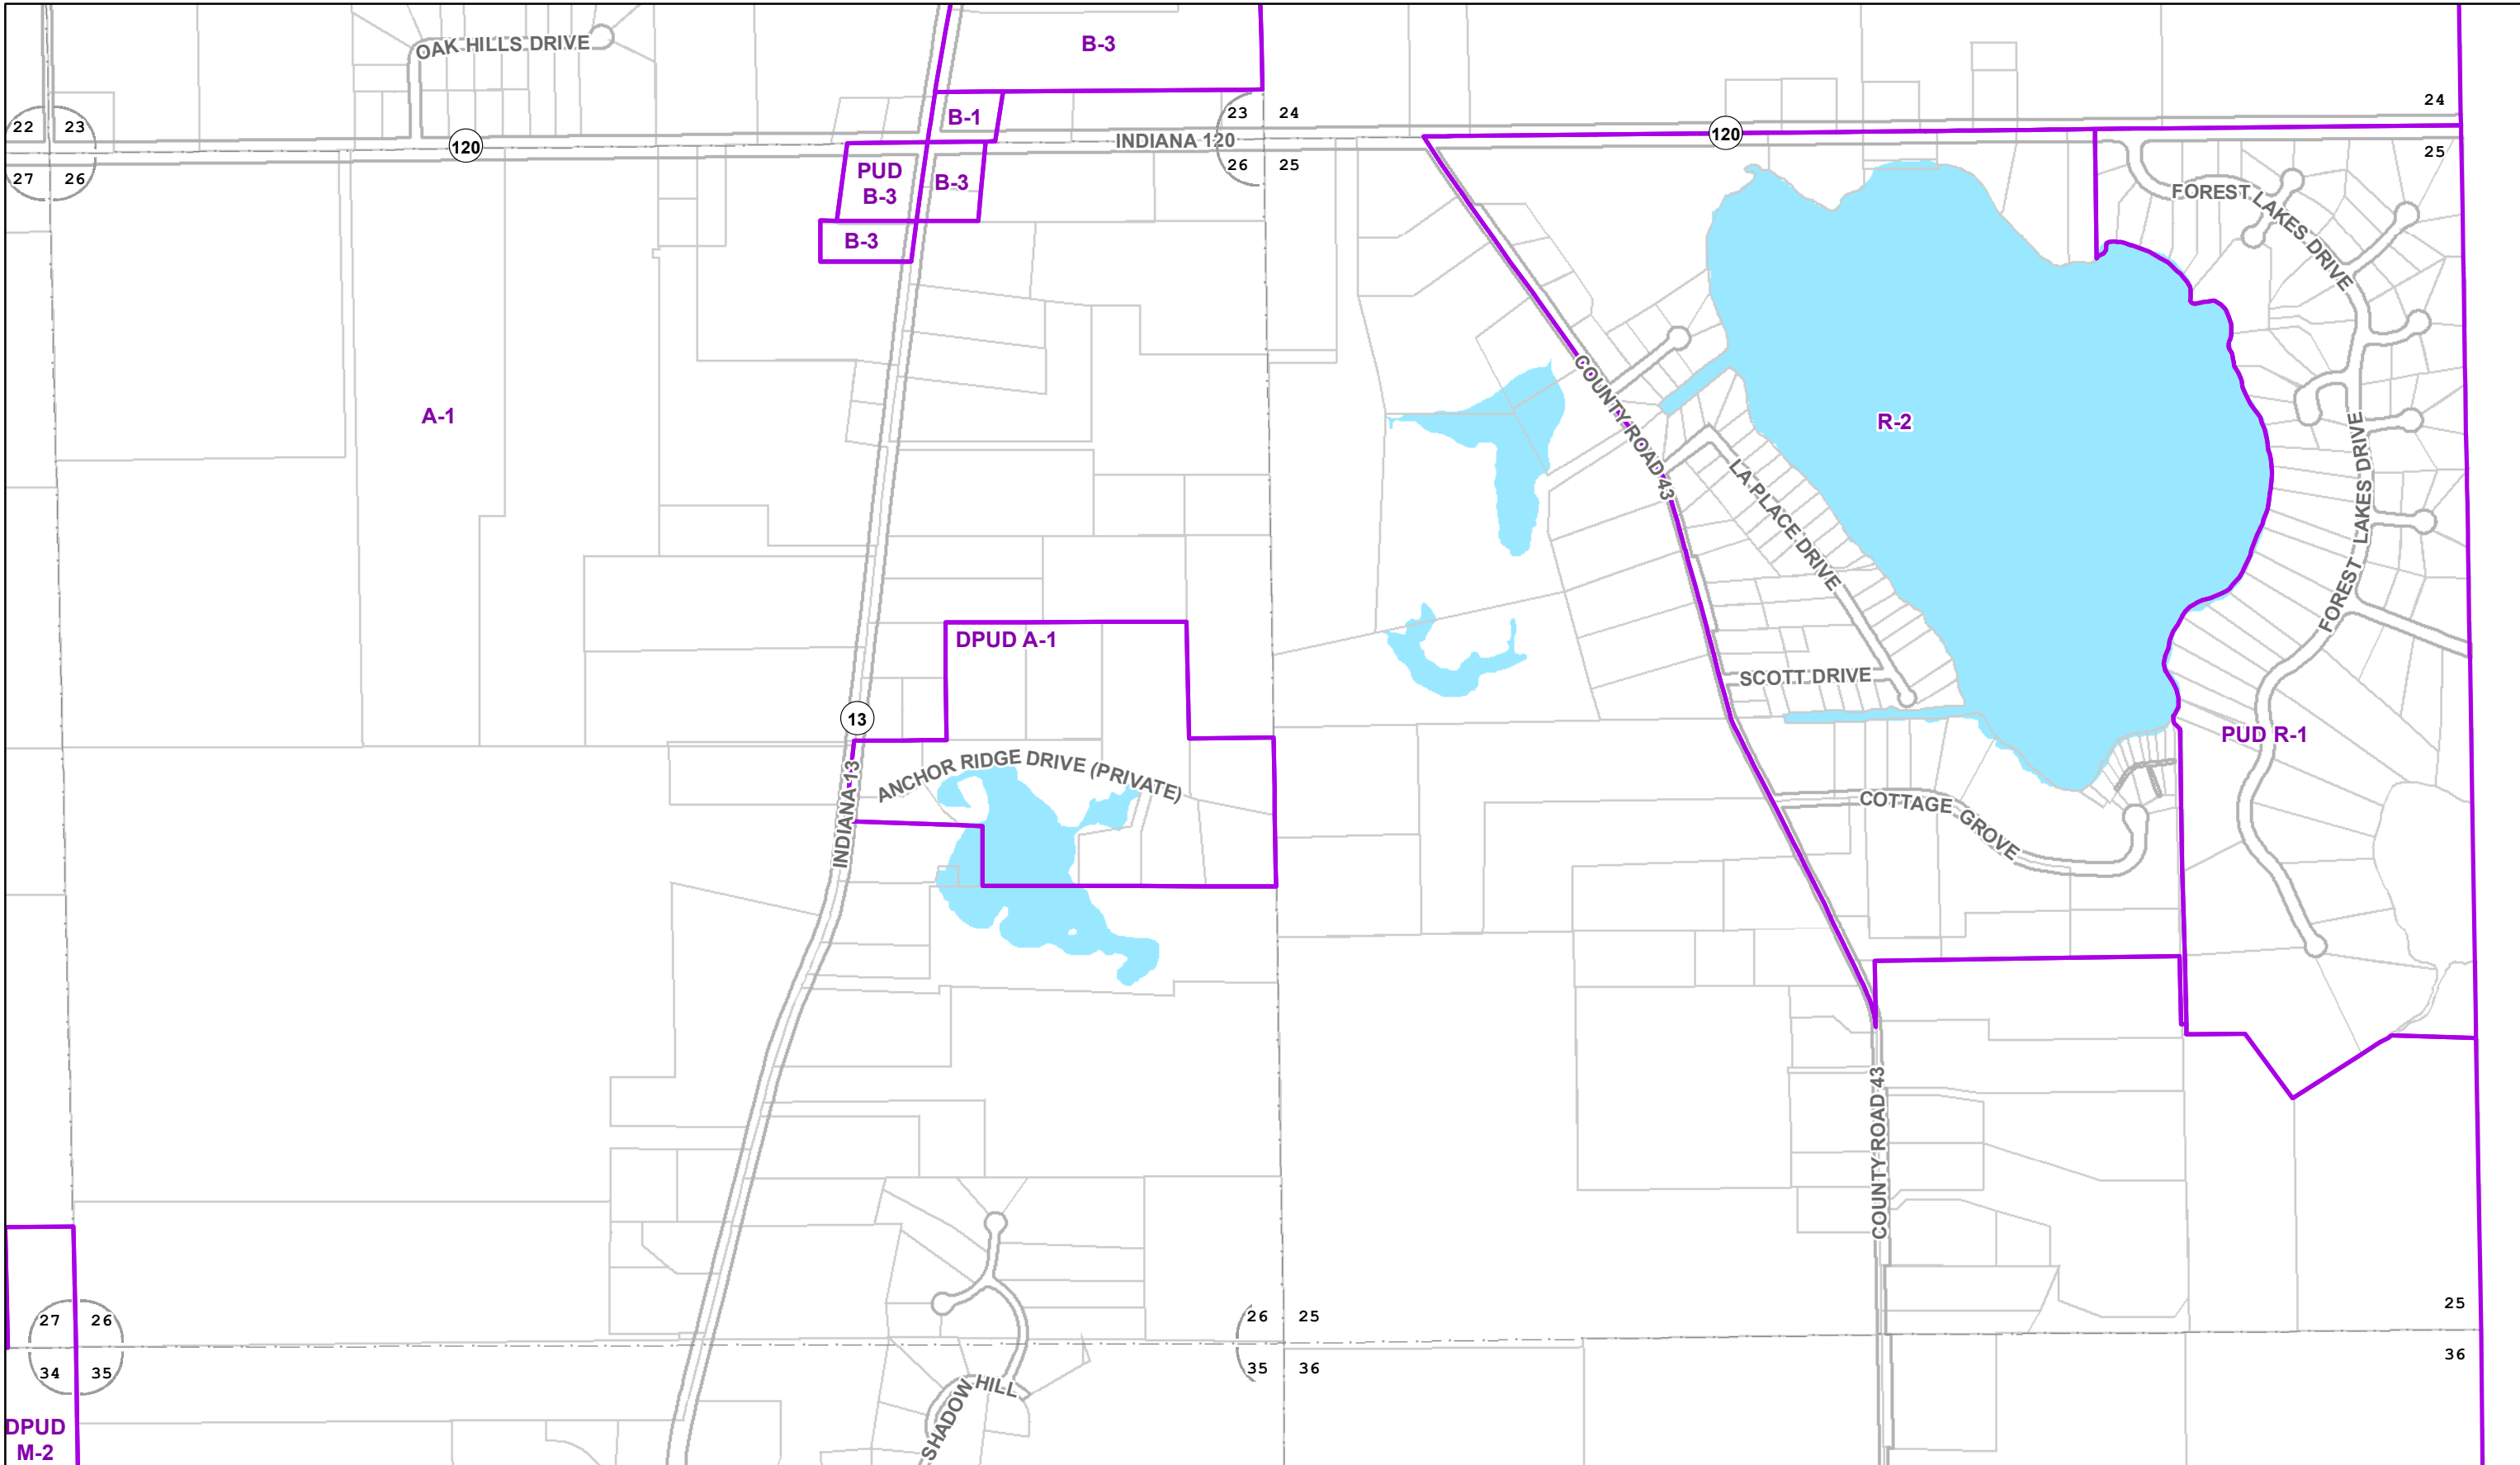 OAK HILLS DRIVE
B-3
24
22
23
B-1
23
24
120
120
INDIANA 120
27
26
PUD
B-3
B-3
26
25
25
FOREST LAKES DRIVE
B-3
COUNTY ROAD 43
A-1
R-2
LA PLACE DRIVE
FOREST LAKES DRIVE
DPUD A-1
SCOTT DRIVE
13
PUD R-1
INDIANA 13
ANCHOR RIDGE DRIVE (PRIVATE)
COTTAGE GROVE
COUNTY ROAD 43
27
26
26
25
25
34
35
35
36
36
SHADOW HILL
DPUD
M-2